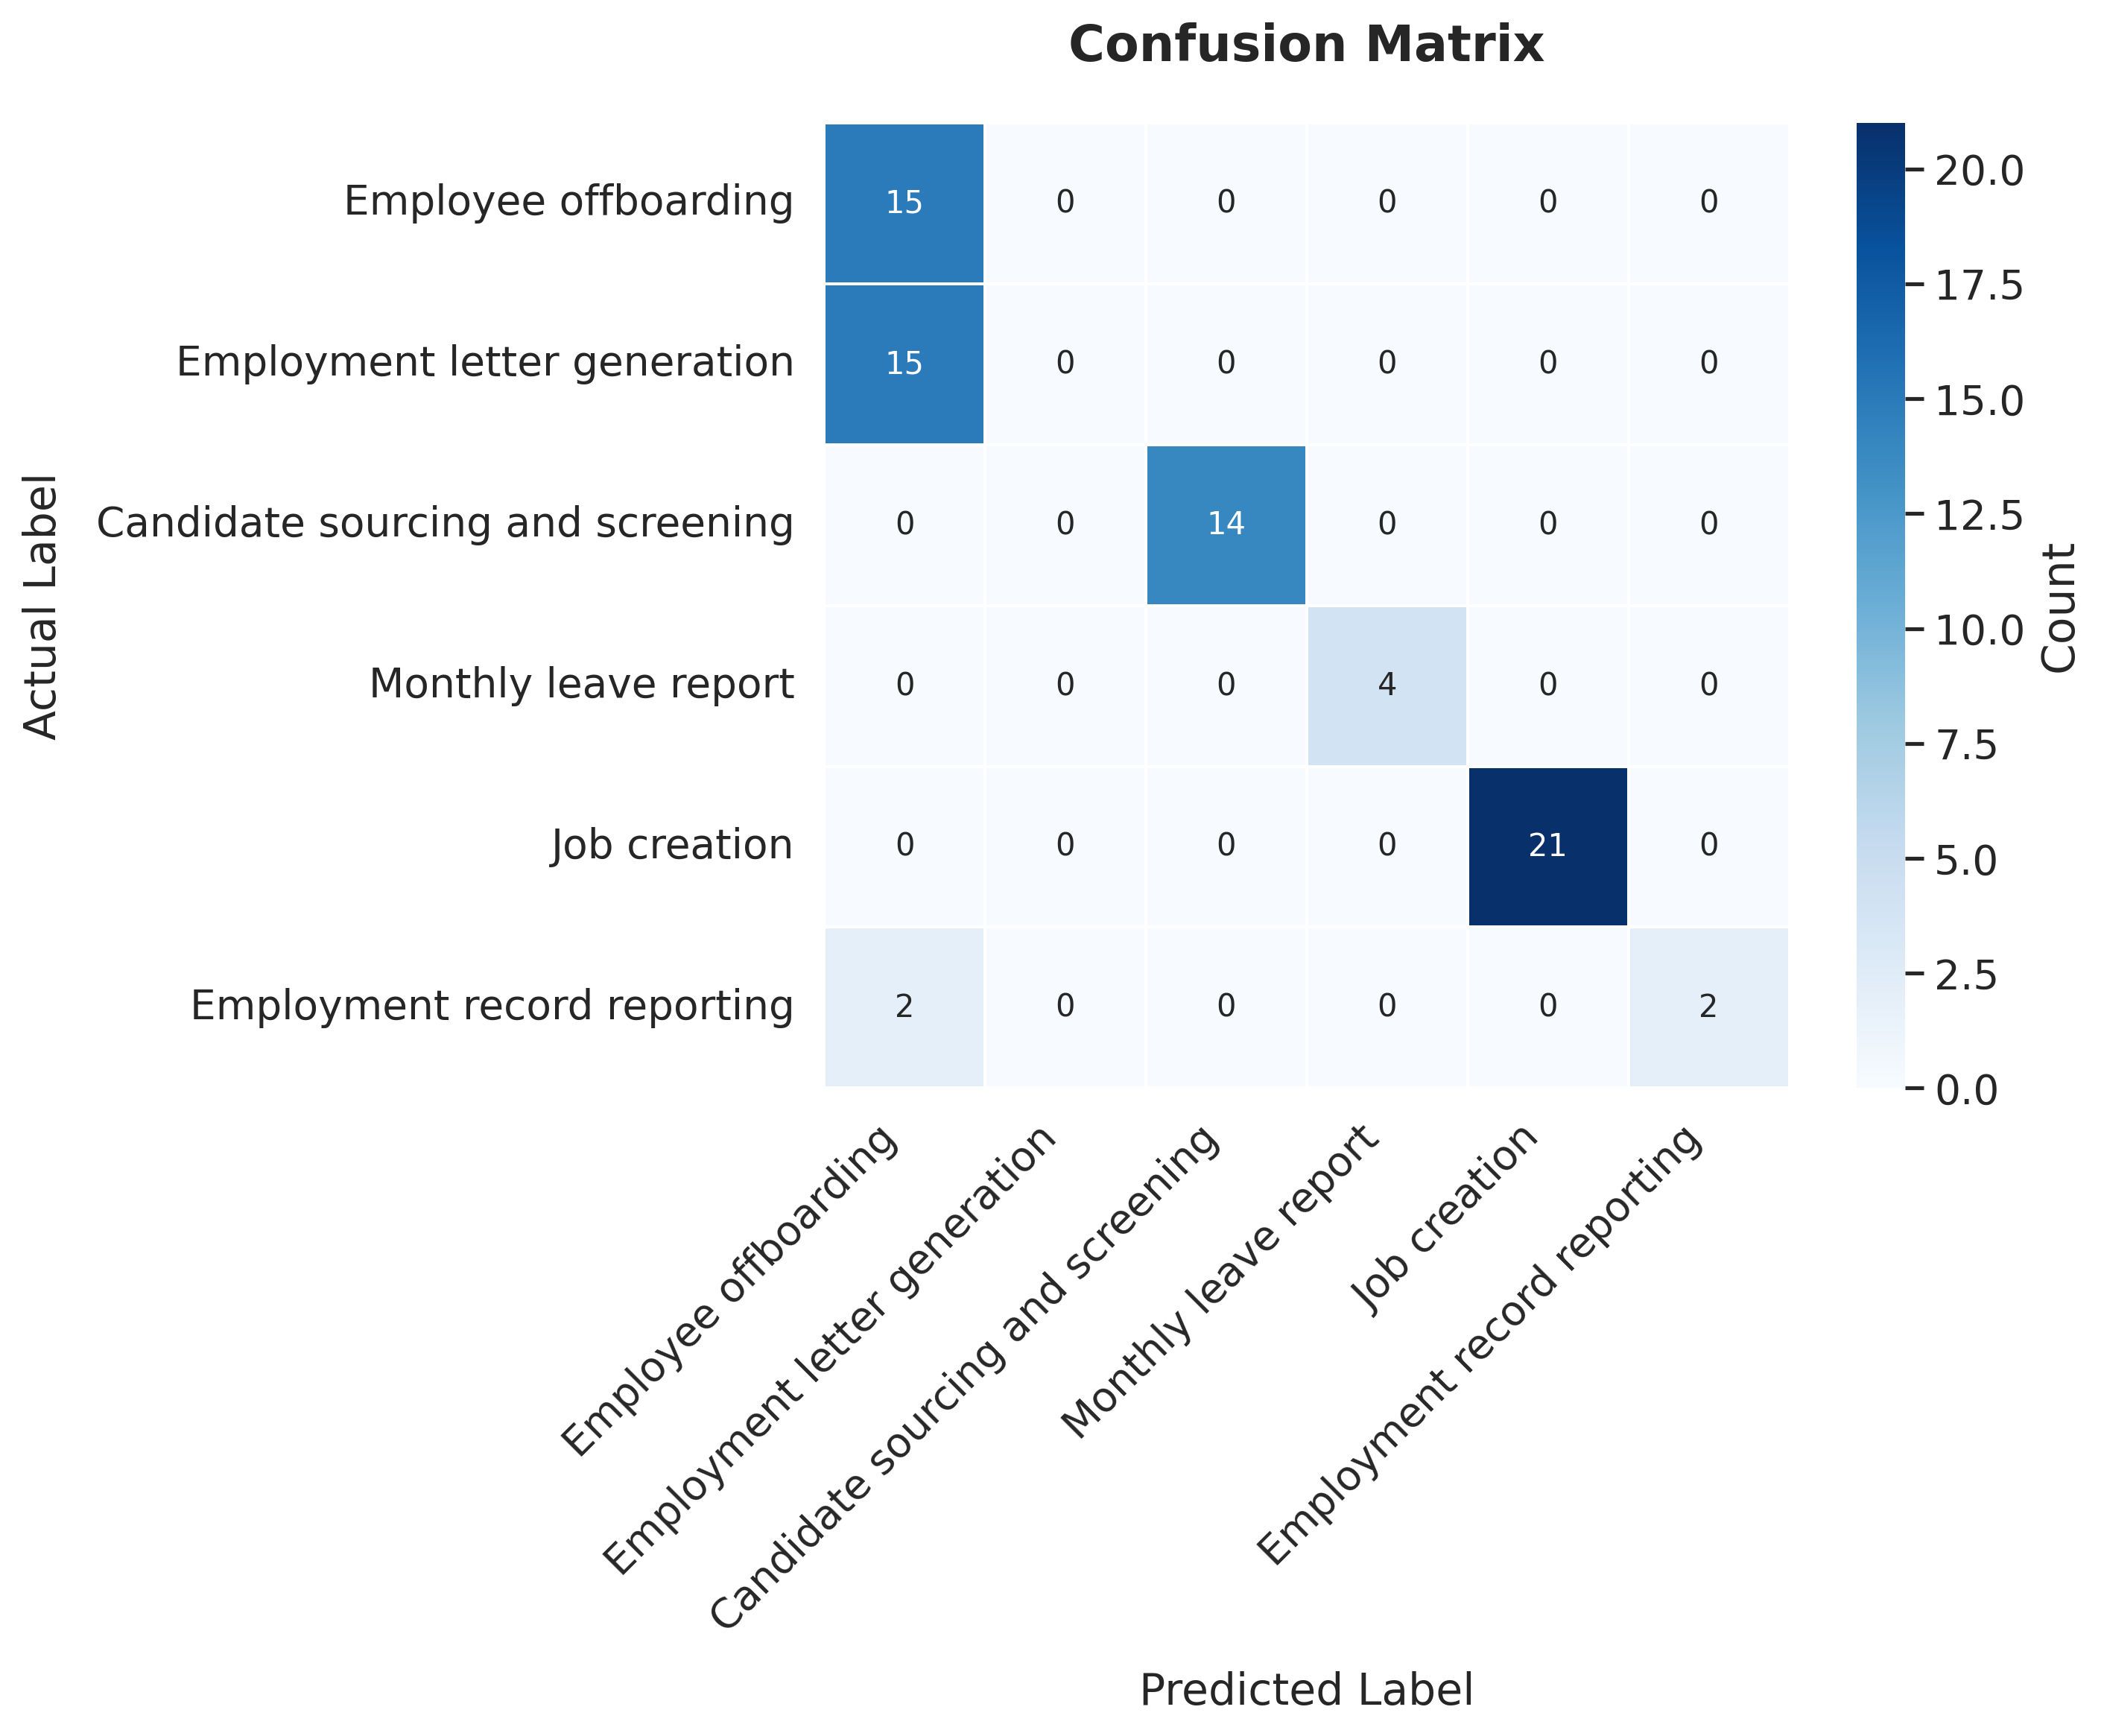 Confusion Matrix
Actual Label
Employee offboarding
15 0 0 0 0 0
Employment letter generation
15 0 0 0 0 0
Candidate sourcing and screening
0 0 14 0 0 0
Monthly leave report
0 0 0 4 0 0
Job creation
0 0 0 0 21 0
Employment record reporting
2 0 0 0 0 2
Employee offboarding
Employment letter generation
Candidate sourcing and screening
Monthly leave report
Job creation
Employment record reporting
Predicted Label
20.0
17.5
15.0
12.5
10.0
7.5
5.0
2.5
0.0
Count